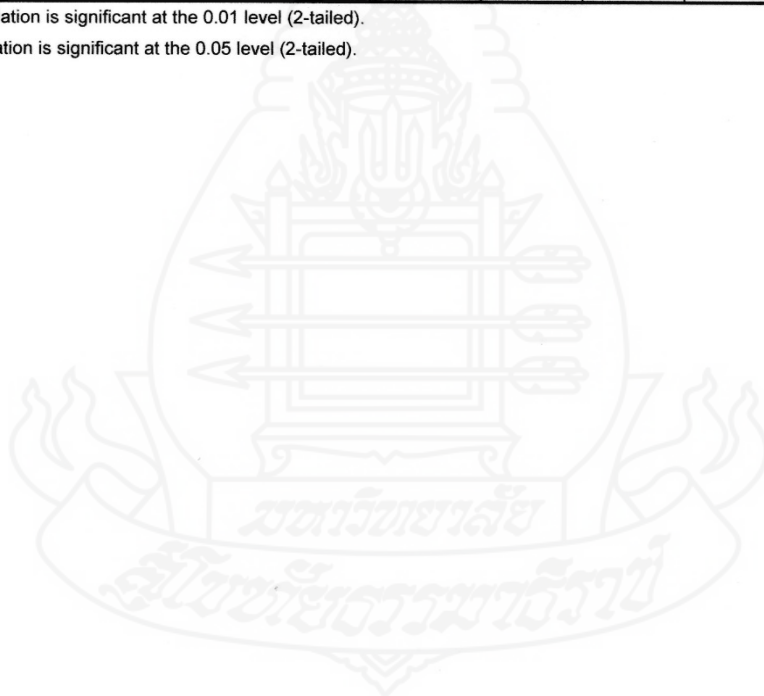 ation is significant at the 0.01 level (2-tailed).
ation is significant at the 0.05 level (2-tailed).
มหาวิทยาลัย
สุโขทัยธรรมาธิราช